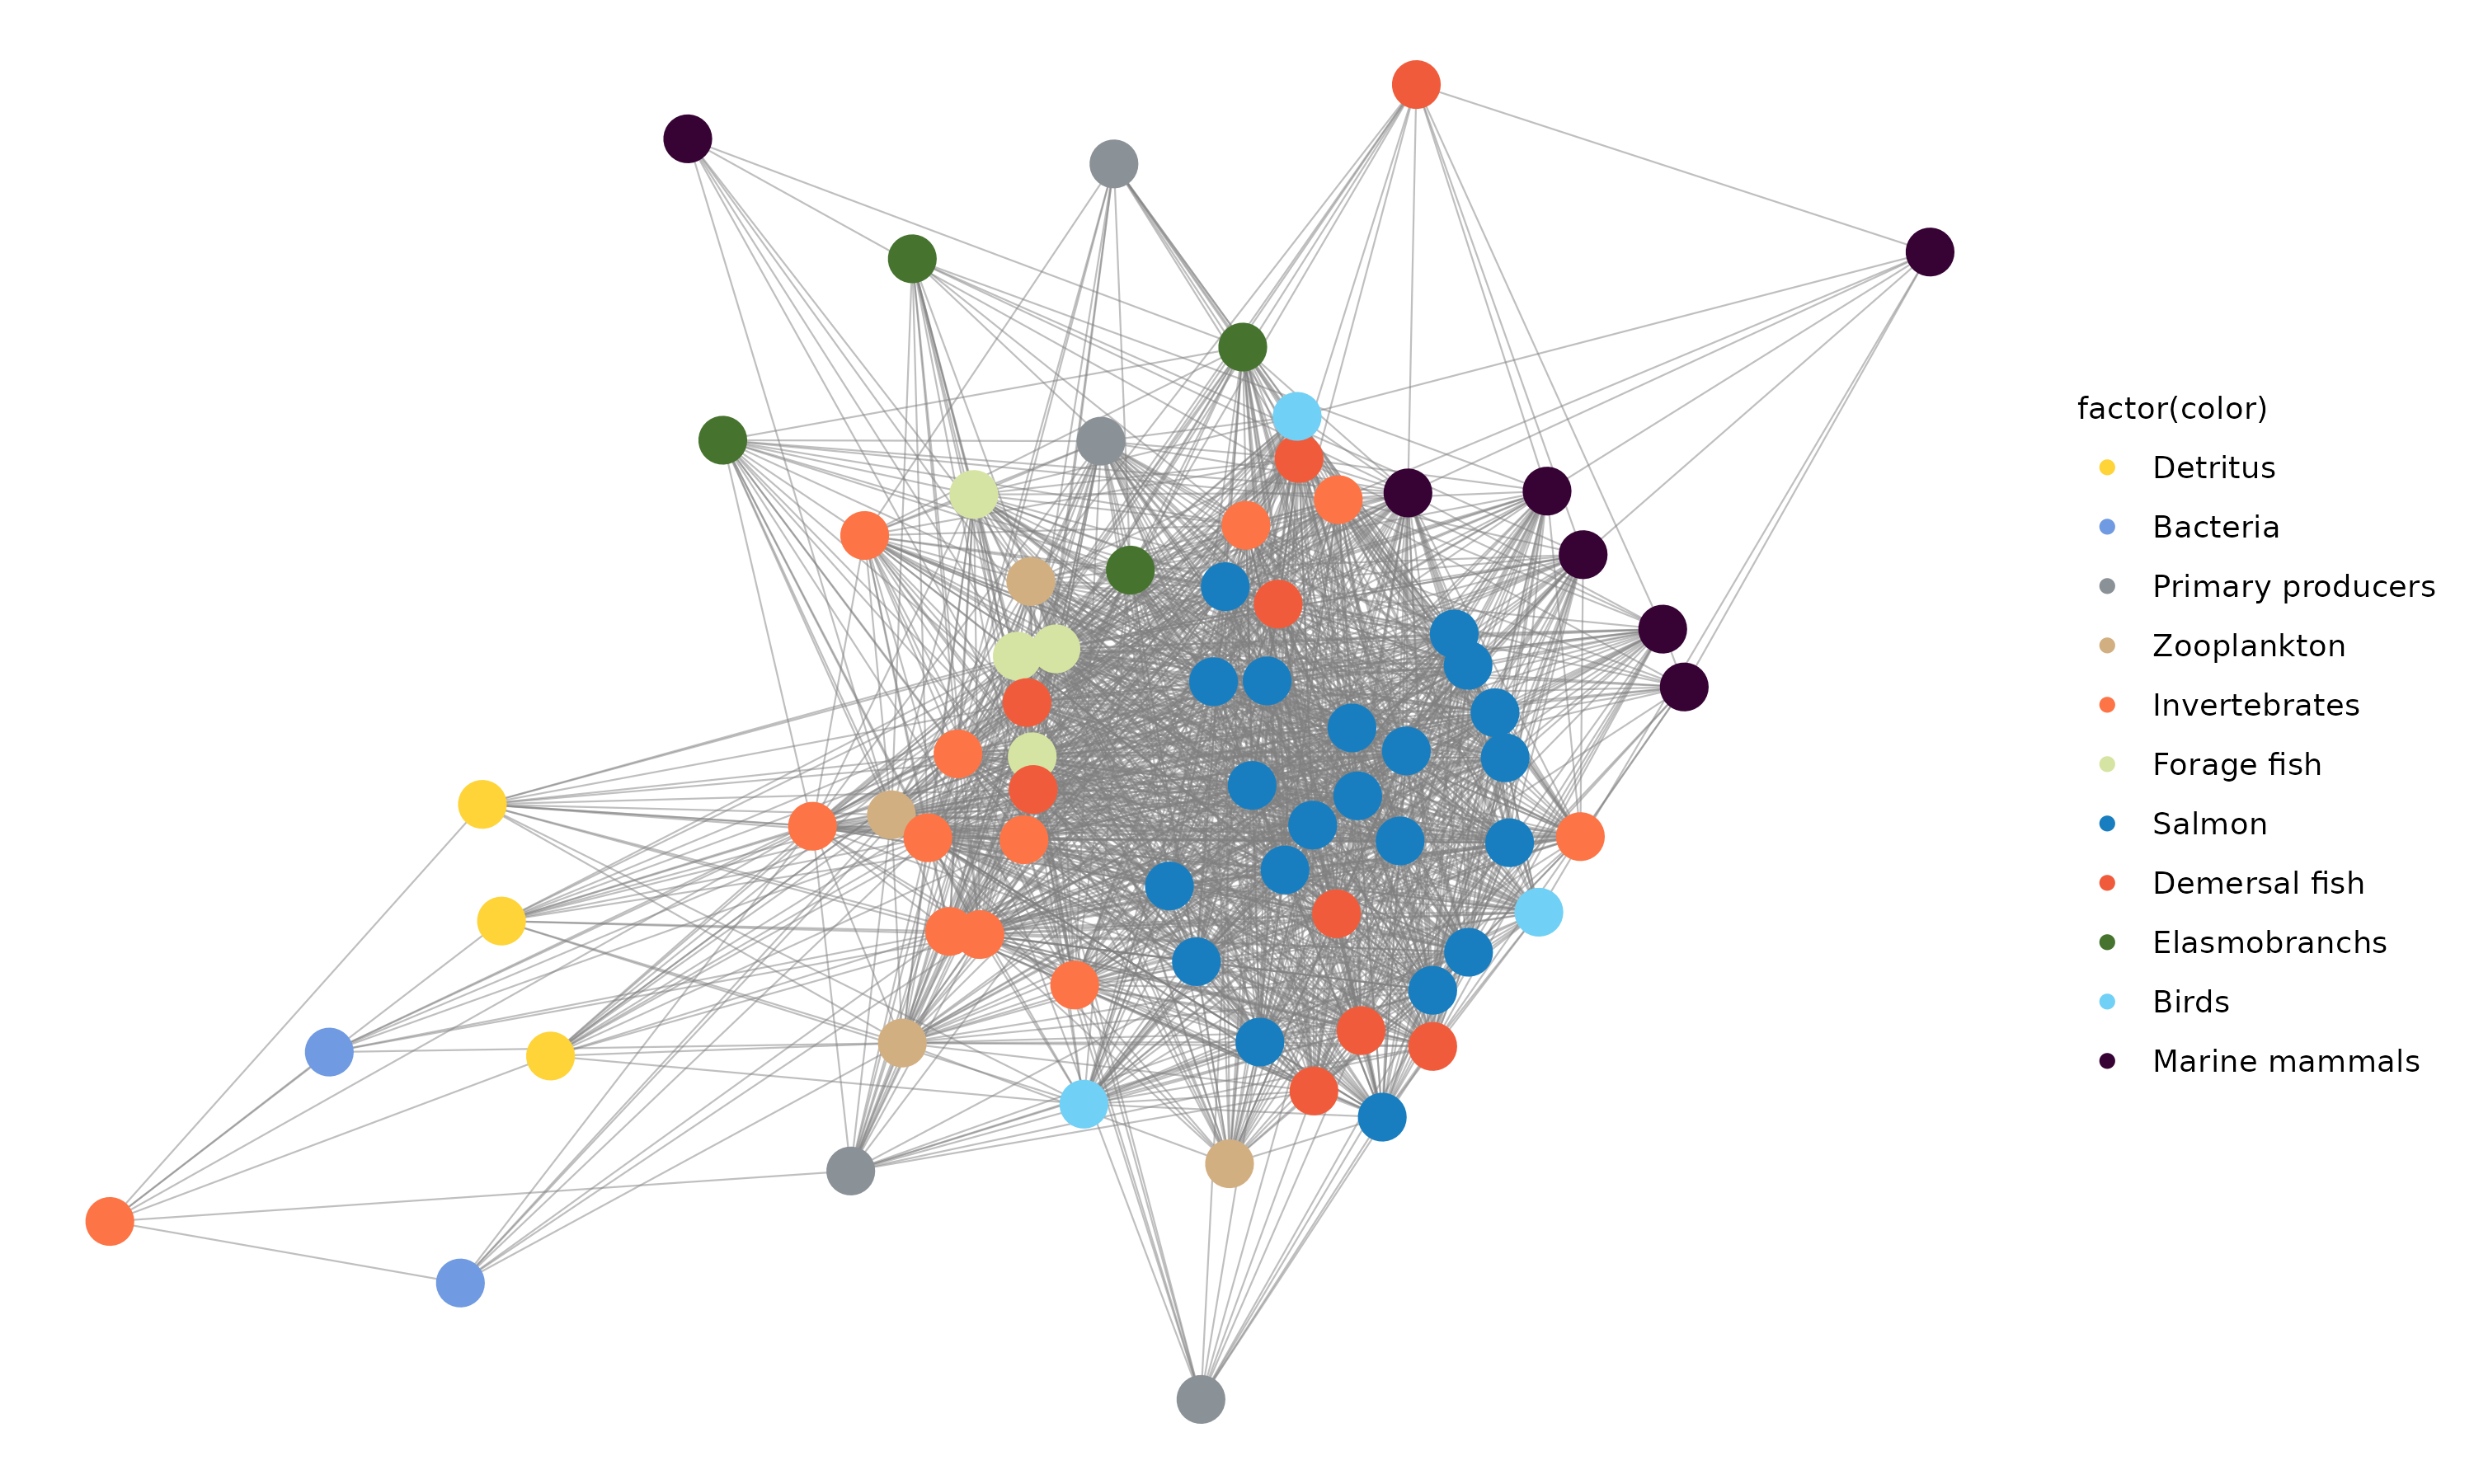 factor(color)
Detritus
Bacteria
Primary producers
Zooplankton
Invertebrates
Forage fish
Salmon
Demersal fish
Elasmobranchs
Birds
Marine mammals